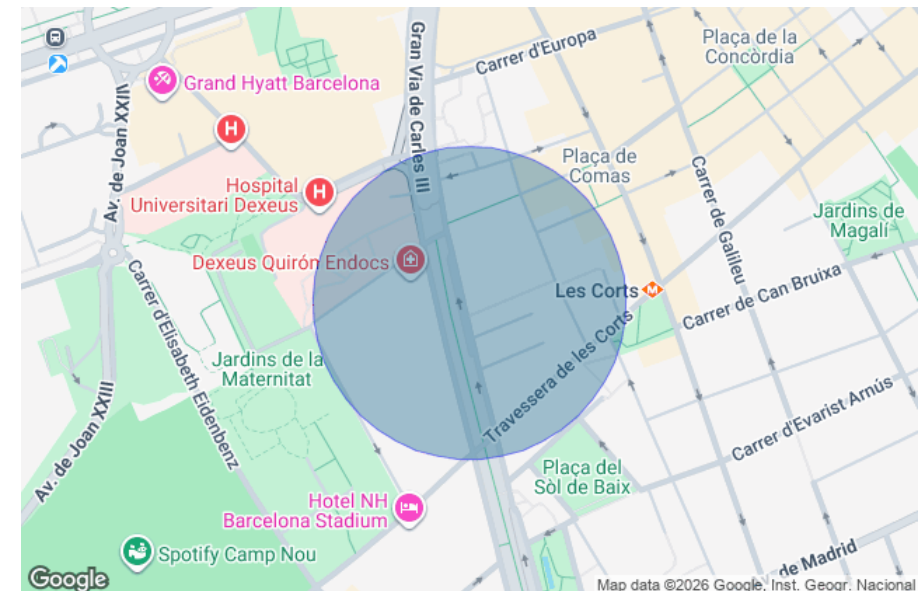 Gran Via de Carles III
Carrer d'Europa
Plaça de la
Concòrdia
Grand Hyatt Barcelona
Av. de Joan XXIII
H
Plaça de
Comas
Carrer de Galileu
Hospital
Universitari Dexeus
H
Jardins de
Magalí
Dexeus Quirón Endocs
Les Corts
M
Carrer de Can Bruixa
Carrer d'Elisabeth Eidenbenz
Jardins de la
Maternitat
Travessera de les Corts
Carrer d'Evarist Arnús
Av. de Joan XXIII
Plaça del
Sòl de Baix
Hotel NH
Barcelona Stadium
Spotify Camp Nou
de Madrid
Google
Map data ©2026 Google, Inst. Geogr. Nacional